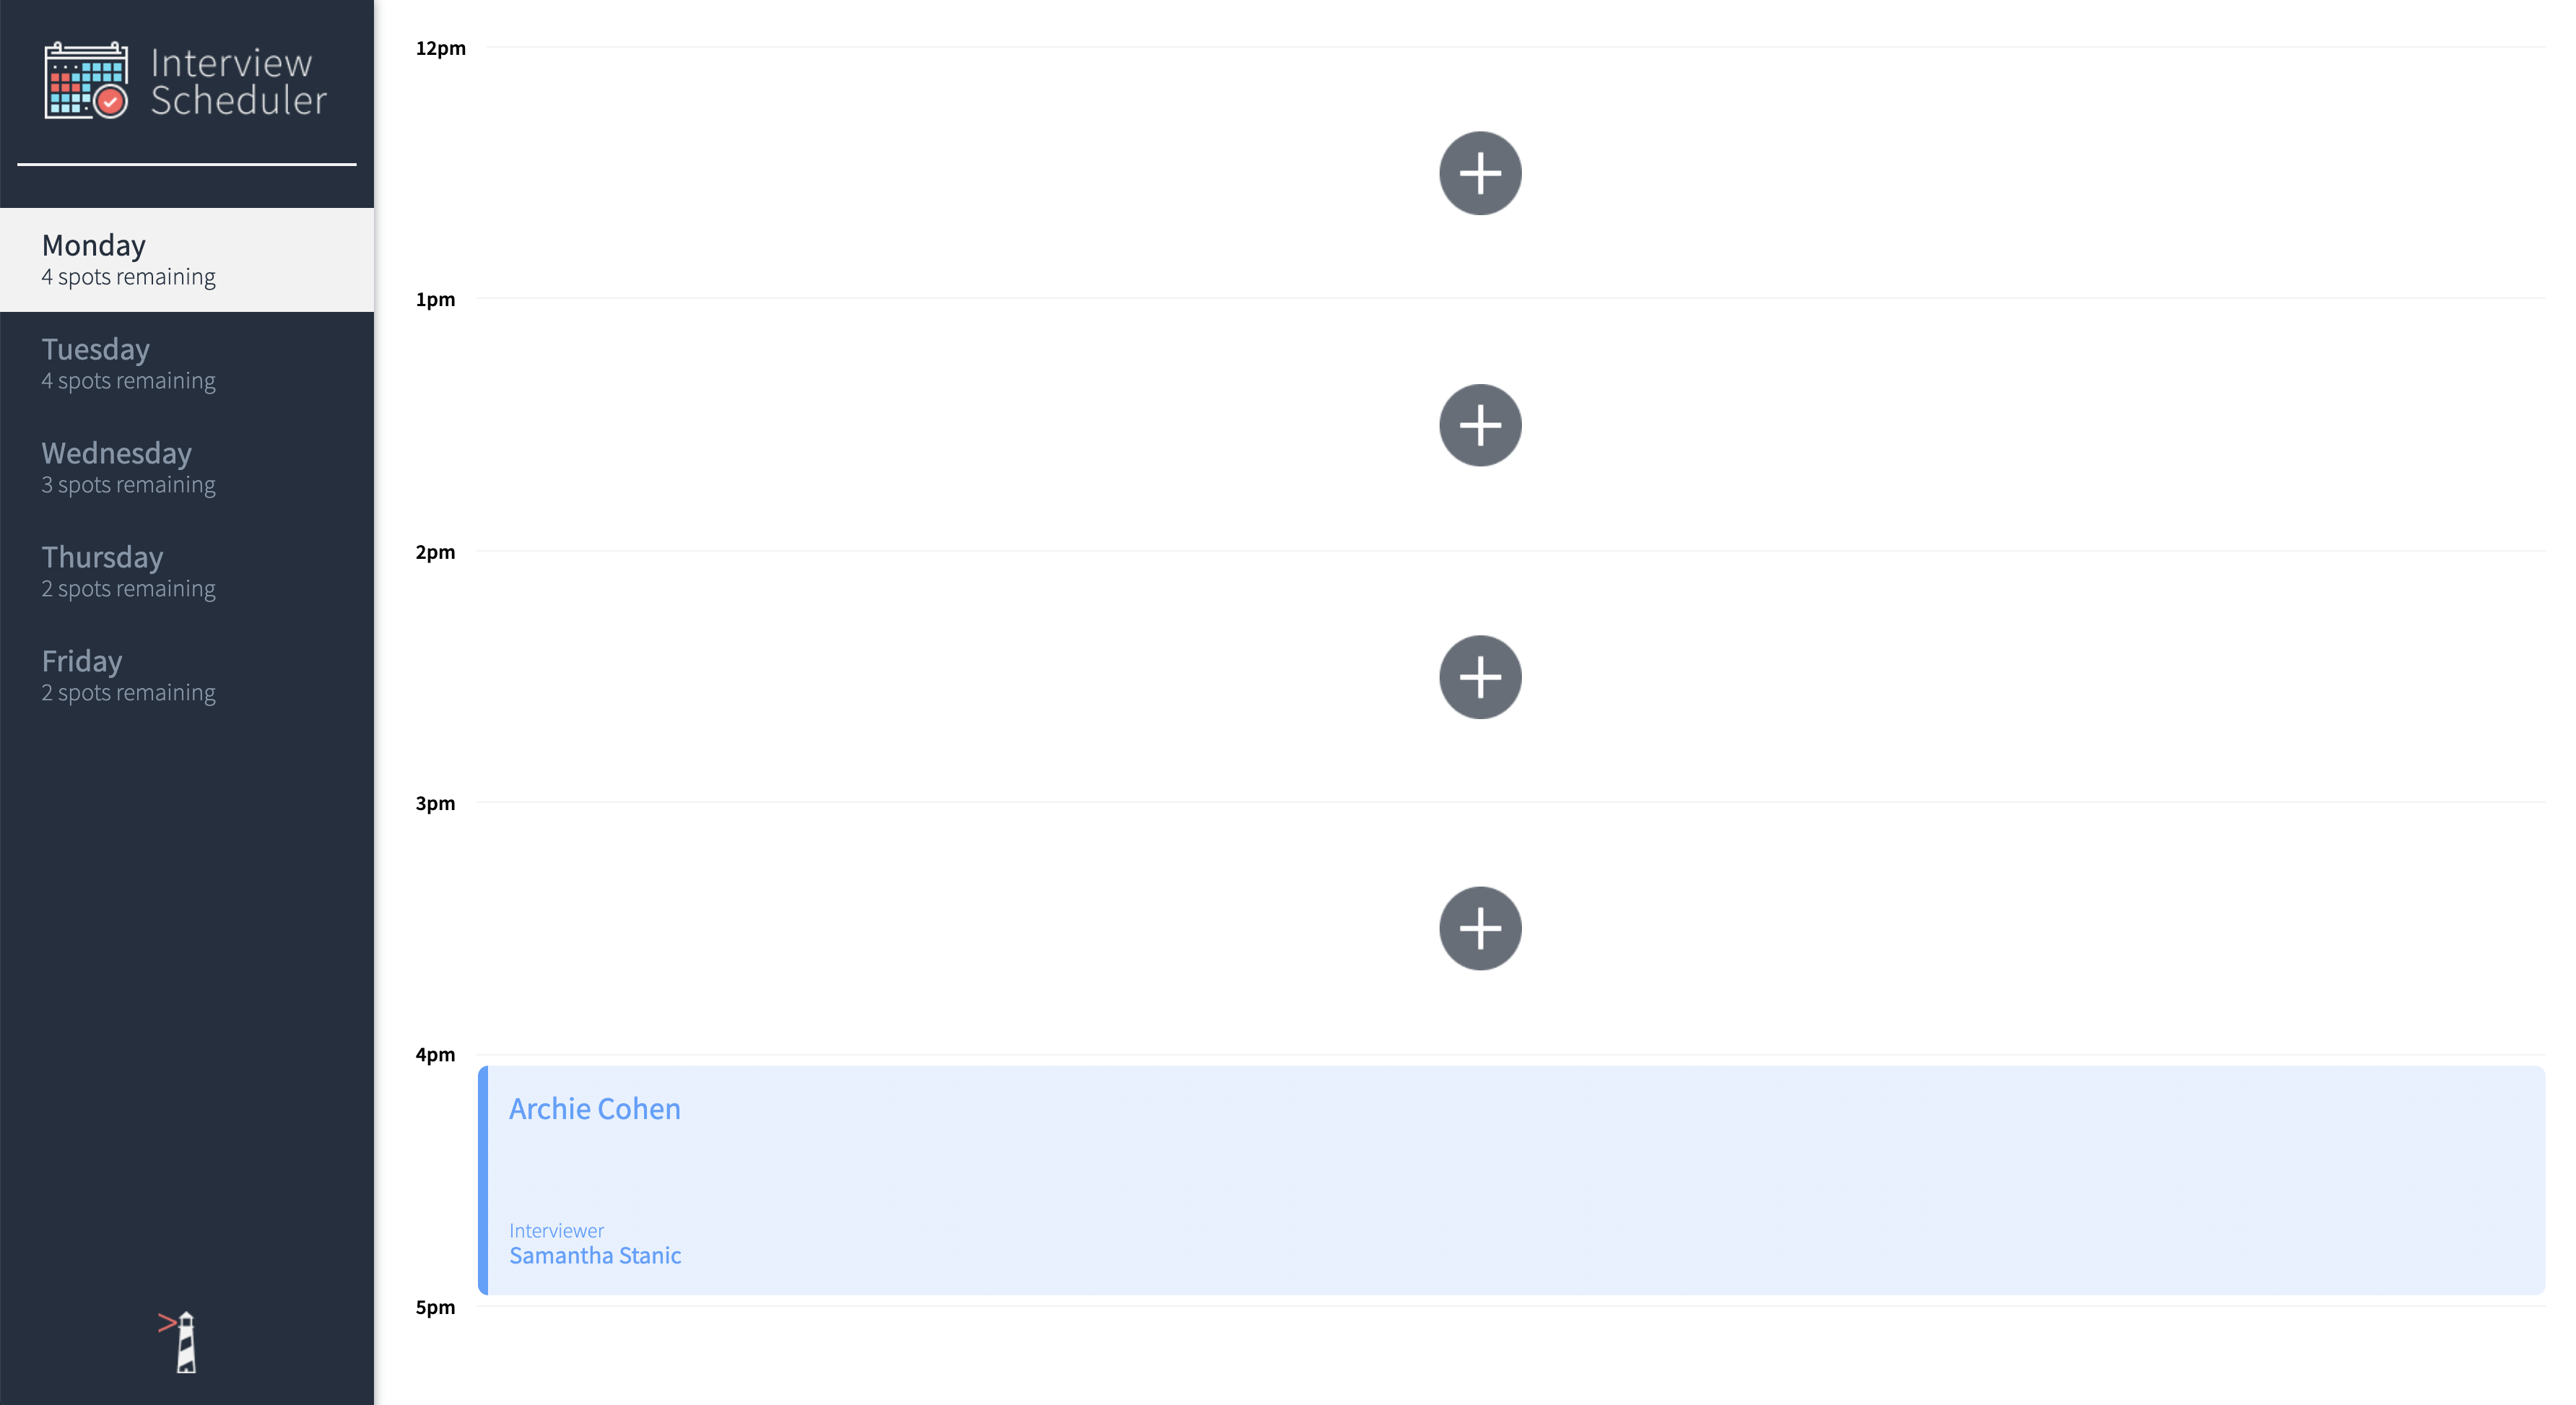 Interview
Scheduler
Monday
4 spots remaining
Tuesday
4 spots remaining
Wednesday
3 spots remaining
Thursday
2 spots remaining
Friday
2 spots remaining
12pm
1pm
2pm
3pm
4pm
Archie Cohen
Interviewer
Samantha Stanic
5pm